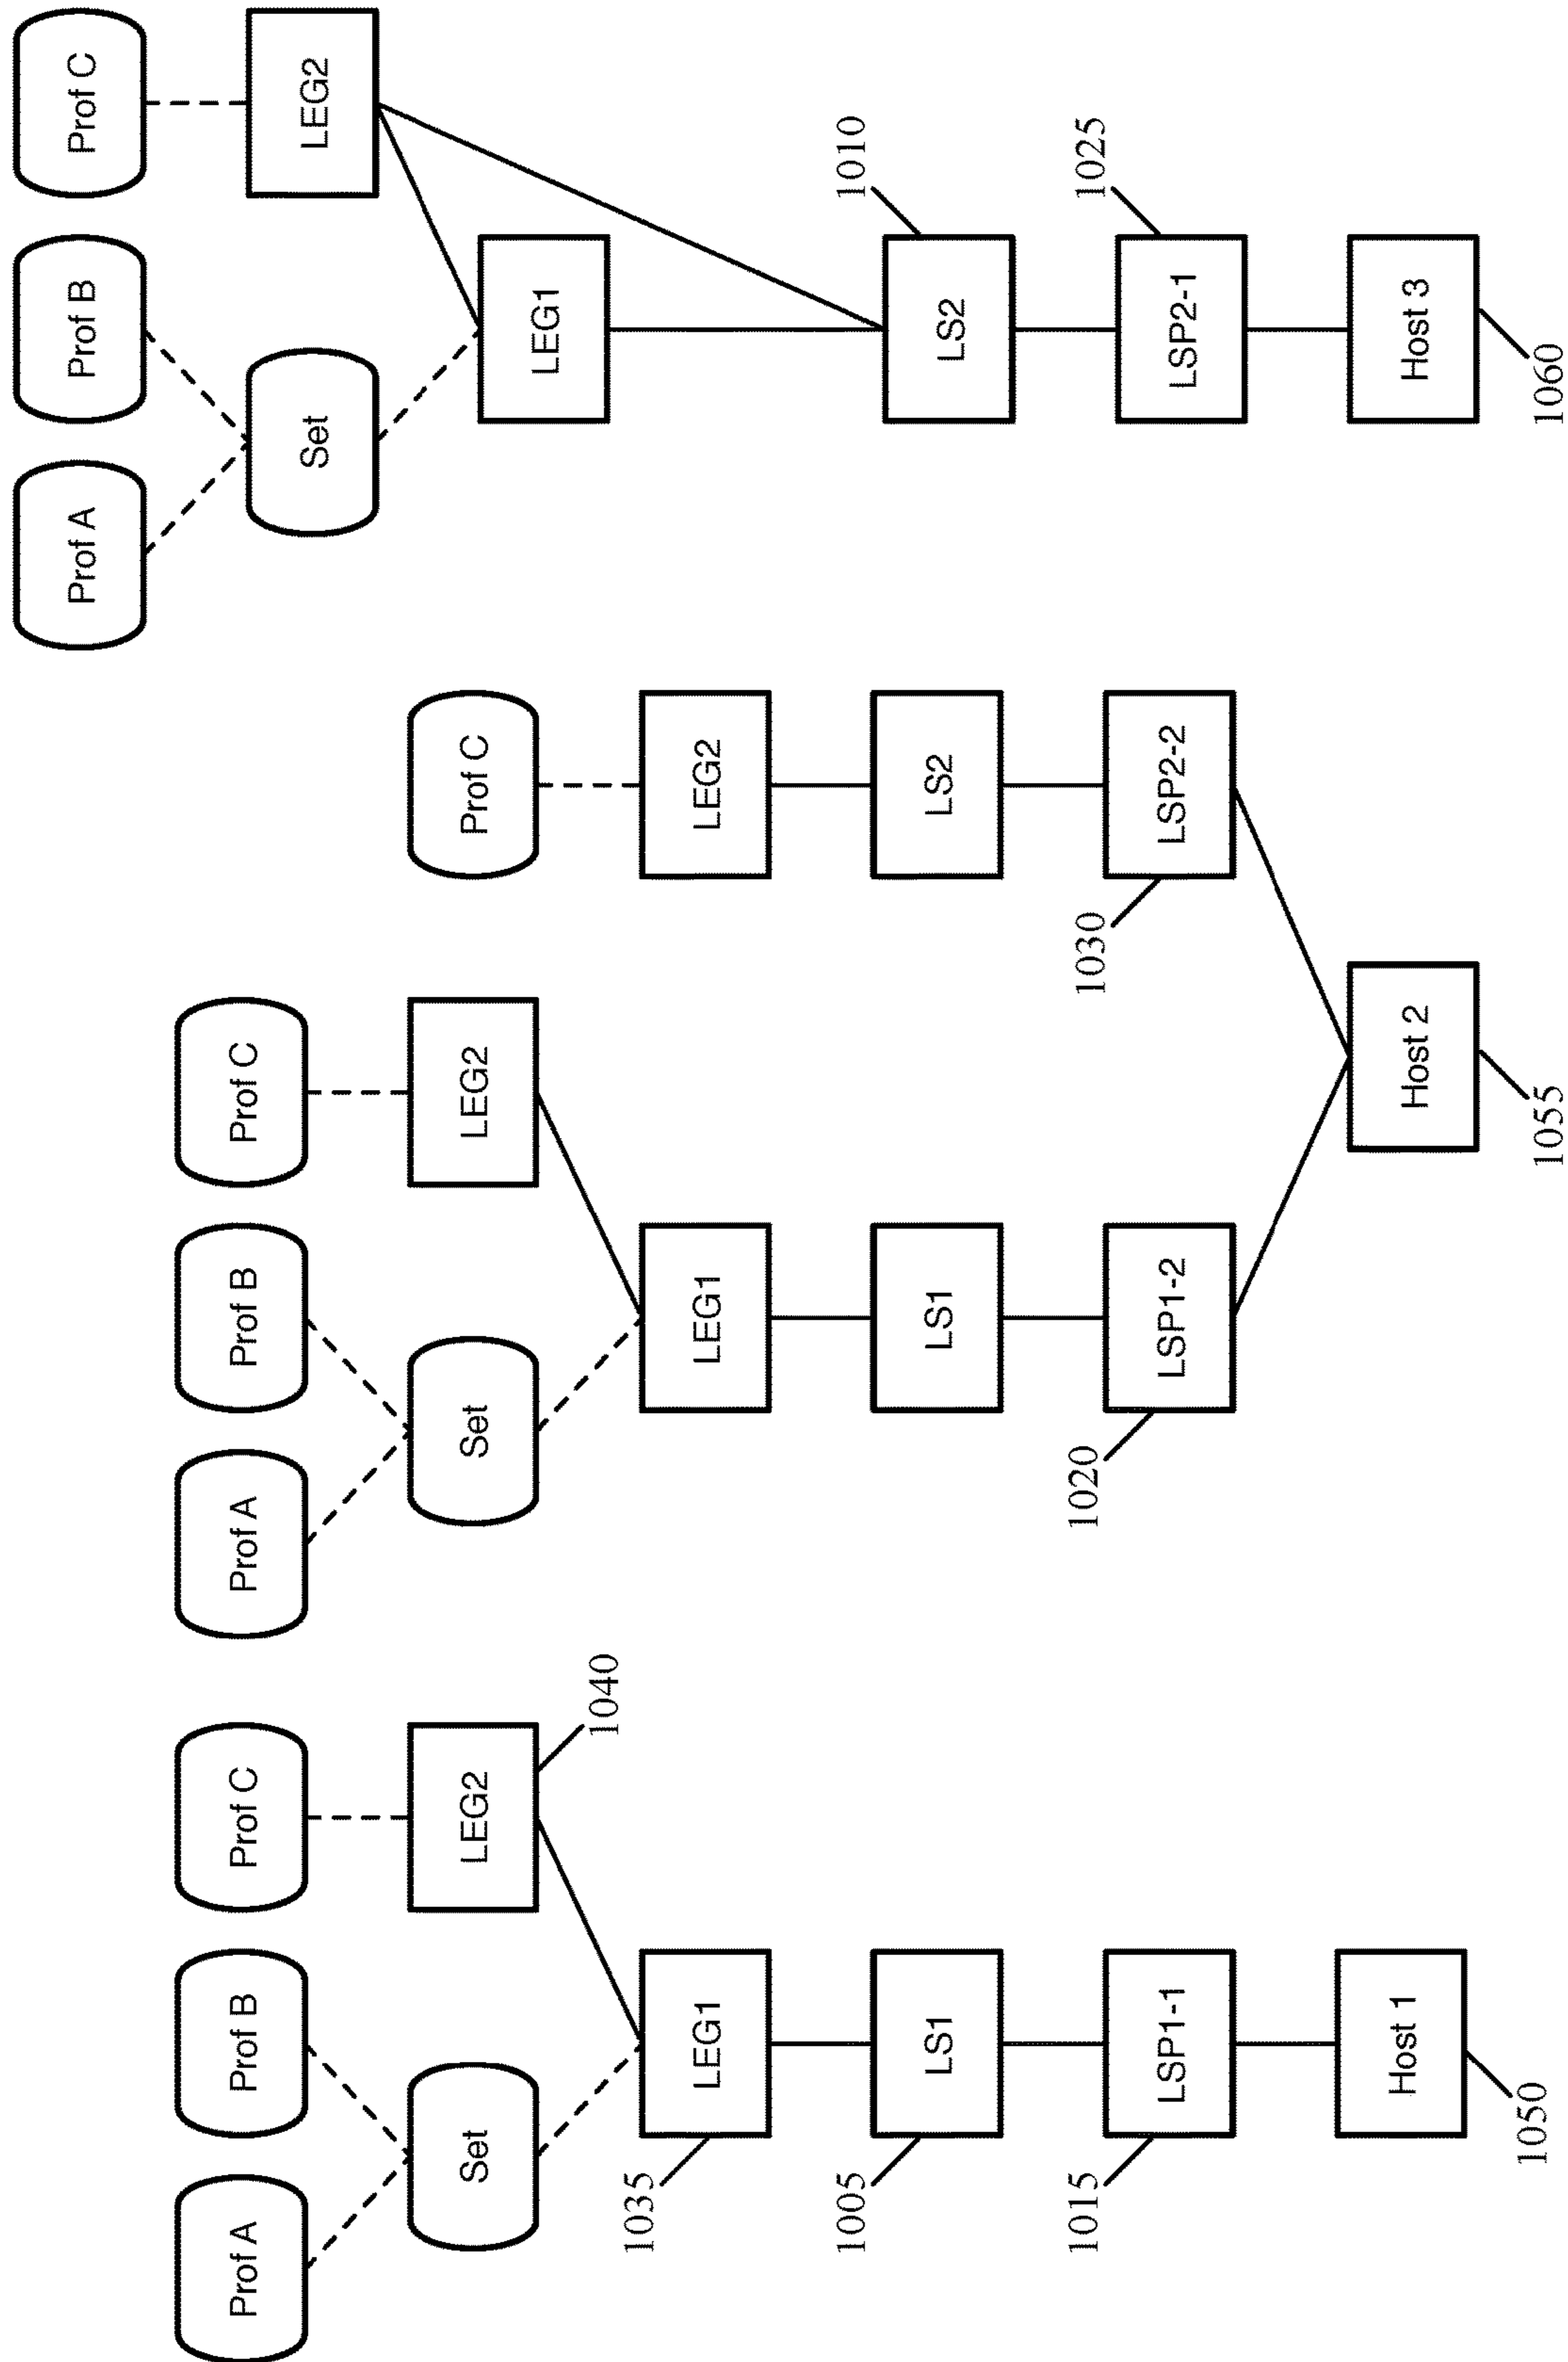 Prof A
Prof B
Prof C
Set
LEG2
1040
1035
LEG1
1005
LS1
1015
LSP1-1
Host 1
1050
Prof A
Prof B
Prof C
Set
LEG2
LEG1
LS1
1020
LSP1-2
Prof C
LEG2
LS2
1030
LSP2-2
Host 2
1055
Prof A
Prof B
Prof C
Set
LEG2
LEG1
1010
LS2
1025
LSP2-1
Host 3
1060